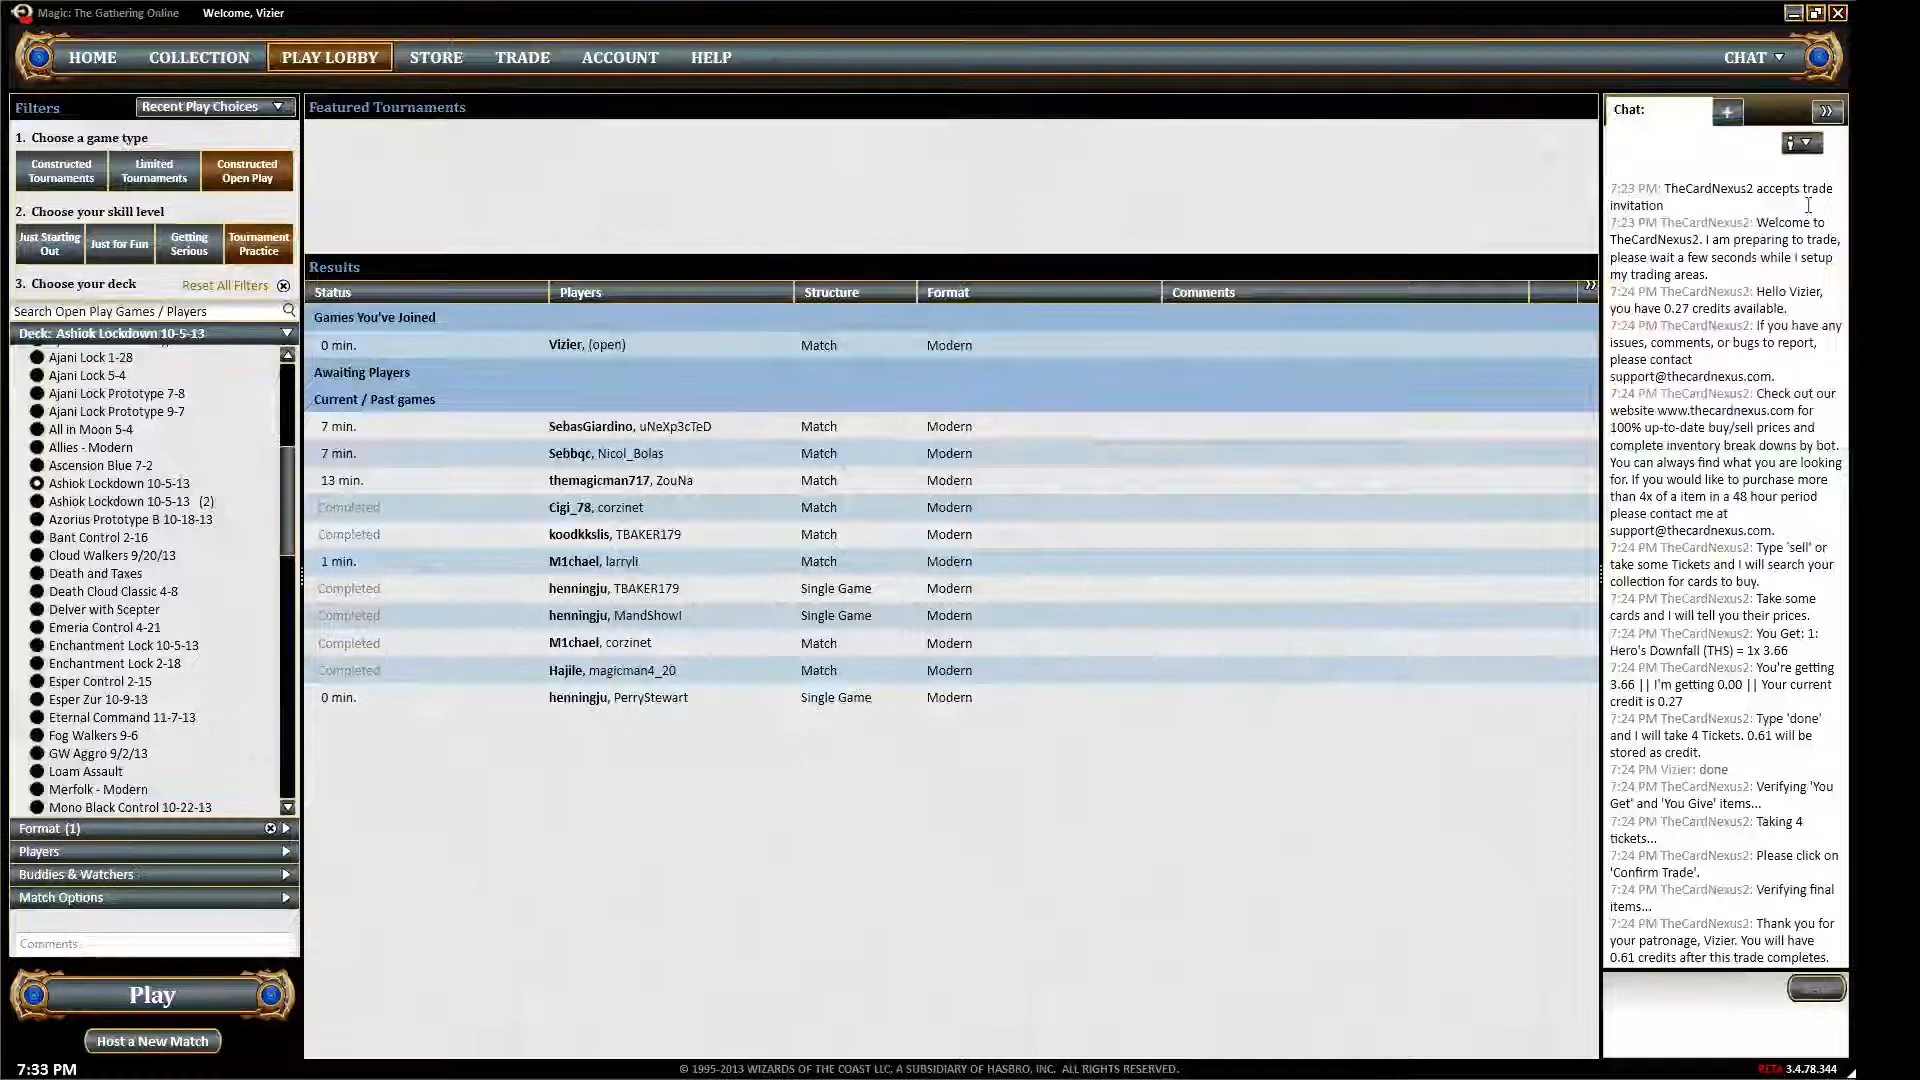 Magic: The Gathering Online Welcome, Vizier
HOME COLLECTION PLAY LOBBY STORE TRADE ACCOUNT HELP CHAT
Filters Recent Play Choices
1. Choose a game type
Constructed Tournaments
Limited Tournaments
Constructed Open Play
2. Choose your skill level
Just Starting Out
Just for Fun
Getting Serious
Tournament Practice
3. Choose your deck Reset All Filters
Search Open Play Games / Players
Deck: Ashiok Lockdown 10-5-13
Ajani Lock 1-28
Ajani Lock 5-4
Ajani Lock Prototype 7-8
Ajani Lock Prototype 9-7
All in Moon 5-4
Allies - Modern
Ascension Blue 7-2
Ashiok Lockdown 10-5-13
Ashiok Lockdown 10-5-13 (2)
Azorius Prototype B 10-18-13
Bant Control 2-16
Cloud Walkers 9/20/13
Death and Taxes
Death Cloud Classic 4-8
Delver with Scepter
Emeria Control 4-21
Enchantment Lock 10-5-13
Enchantment Lock 2-18
Esper Control 2-15
Esper Zur 10-9-13
Eternal Command 11-7-13
Fog Walkers 9-6
GW Aggro 9/2/13
Loam Assault
Merfolk - Modern
Mono Black Control 10-22-13
Format (1)
Players
Buddies & Watchers
Match Options
Comments
Play
Host a New Match
7:33 PM
Featured Tournaments
Results
Status Players Structure Format Comments
Games You've Joined
0 min. Vizier, (open) Match Modern
Awaiting Players
Current / Past games
7 min. SebasGiardino, uNeXp3cTeD Match Modern
7 min. Sebbqc, Nicol_Bolas Match Modern
13 min. themagicman717, ZouNa Match Modern
Completed Cigi_78, corzinet Match Modern
Completed koodkkslis, TBAKER179 Match Modern
1 min. M1chael, larryli Match Modern
Completed henningju, TBAKER179 Single Game Modern
Completed henningju, MandShowI Single Game Modern
Completed M1chael, corzinet Match Modern
Completed Hajile, magicman4_20 Match Modern
0 min. henningju, PerryStewart Single Game Modern
Chat:
7:23 PM: TheCardNexus2 accepts trade
invitation
7:23 PM TheCardNexus2: Welcome to
TheCardNexus2. I am preparing to trade,
please wait a few seconds while I setup
my trading areas.
7:24 PM TheCardNexus2: Hello Vizier,
you have 0.27 credits available.
7:24 PM TheCardNexus2: If you have any
issues, comments, or bugs to report,
please contact
support@thecardnexus.com.
7:24 PM TheCardNexus2: Check out our
website www.thecardnexus.com for
100% up-to-date buy/sell prices and
complete inventory break downs by bot.
You can always find what you are looking
for. If you would like to purchase more
than 4x of a item in a 48 hour period
please contact me at
support@thecardnexus.com.
7:24 PM TheCardNexus2: Type 'sell' or
take some Tickets and I will search your
collection for cards to buy.
7:24 PM TheCardNexus2: Take some
cards and I will tell you their prices.
7:24 PM TheCardNexus2: You Get: 1:
Hero's Downfall (THS) = 1x 3.66
7:24 PM TheCardNexus2: You're getting
3.66 || I'm getting 0.00 || Your current
credit is 0.27
7:24 PM TheCardNexus2: Type 'done'
and I will take 4 Tickets. 0.61 will be
stored as credit.
7:24 PM Vizier: done
7:24 PM TheCardNexus2: Verifying 'You
Get' and 'You Give' items...
7:24 PM TheCardNexus2: Taking 4
tickets...
7:24 PM TheCardNexus2: Please click on
'Confirm Trade'.
7:24 PM TheCardNexus2: Verifying final
items...
7:24 PM TheCardNexus2: Thank you for
your patronage, Vizier. You will have
0.61 credits after this trade completes.
© 1995-2013 WIZARDS OF THE COAST LLC, A SUBSIDIARY OF HASBRO, INC. ALL RIGHTS RESERVED.
BETA 3.4.78.344